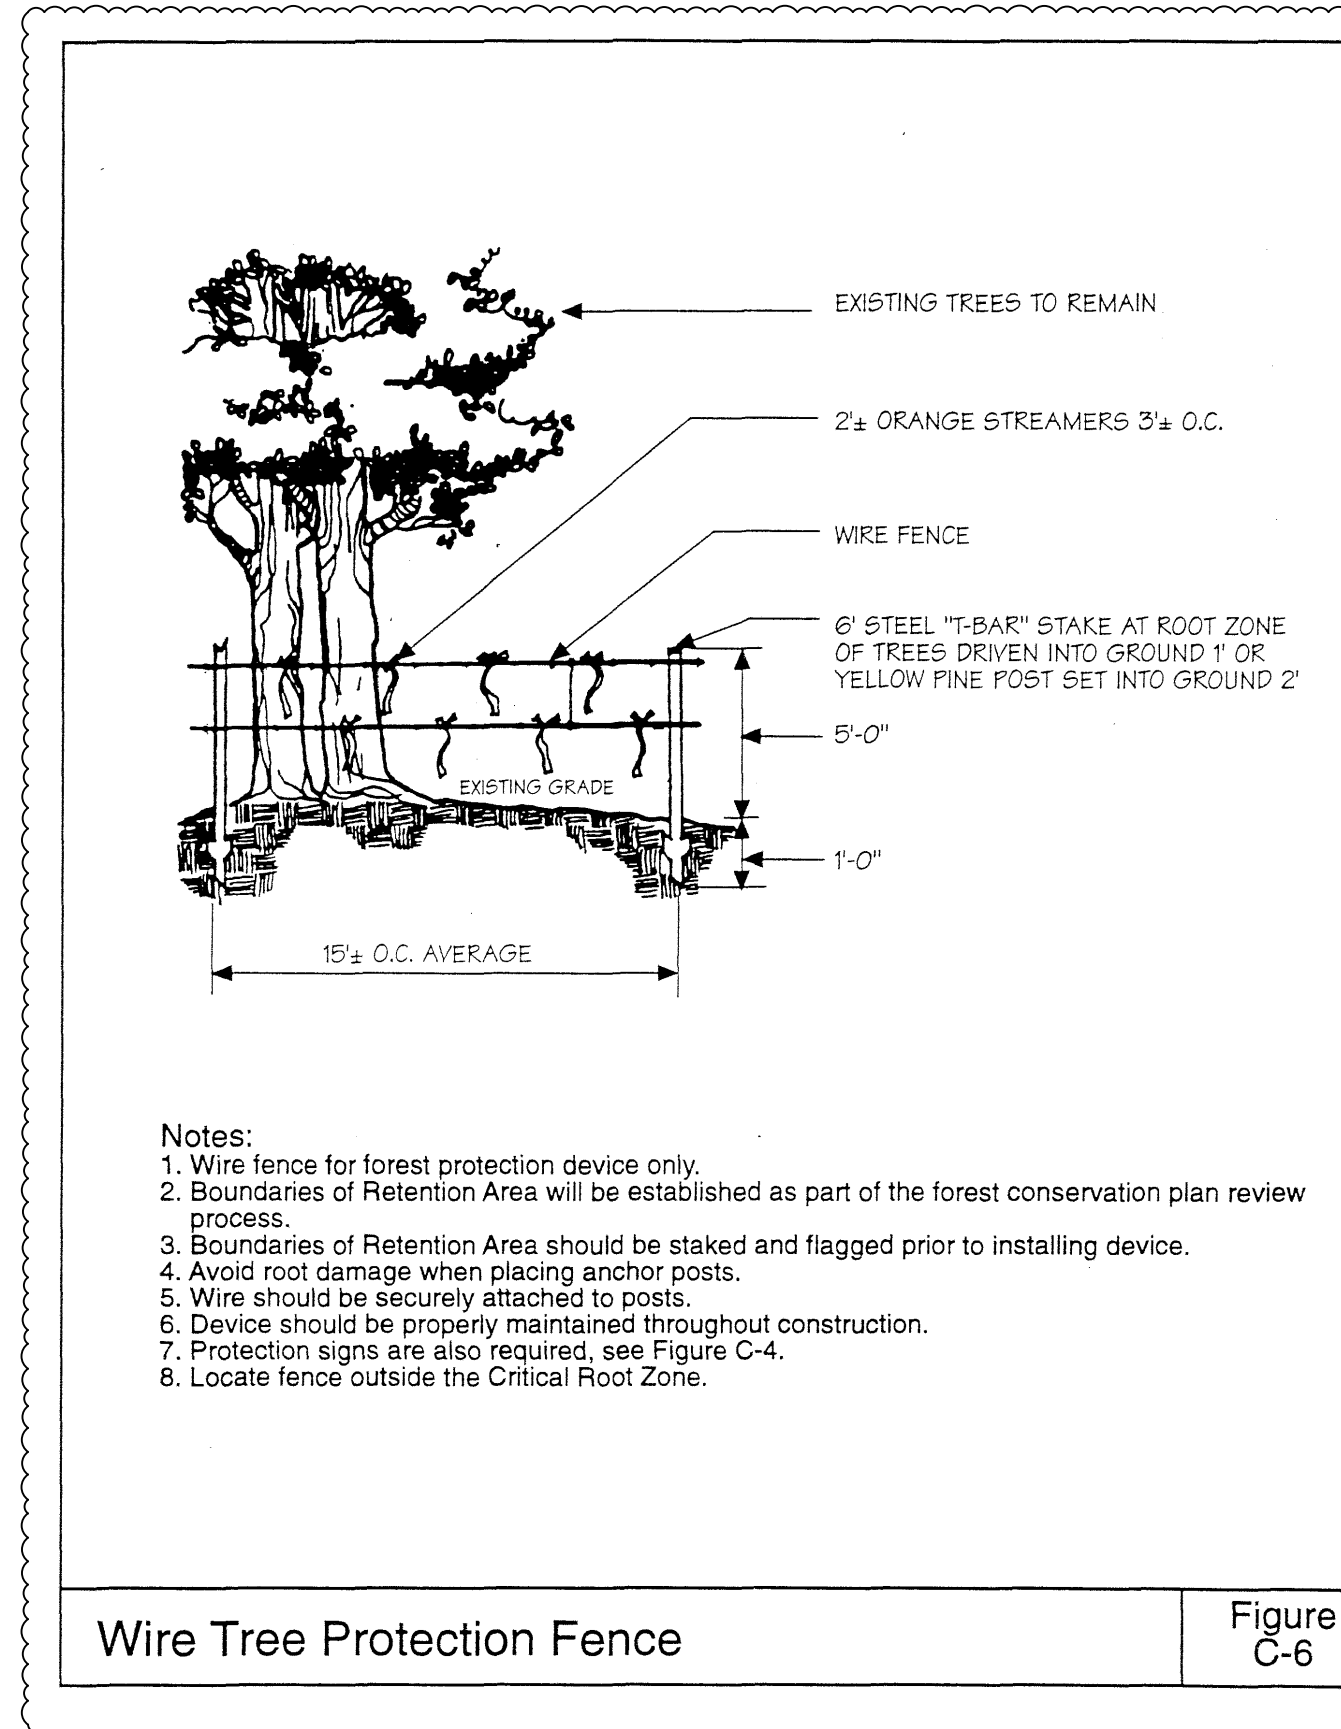 EXISTING TREES TO REMAIN
2'± ORANGE STREAMERS 3'± O.C.
WIRE FENCE
6' STEEL "T-BAR" STAKE AT ROOT ZONE
OF TREES DRIVEN INTO GROUND 1' OR
YELLOW PINE POST SET INTO GROUND 2'
5'-0"
EXISTING GRADE
1'-0"
15'± O.C. AVERAGE
Notes:
1. Wire fence for forest protection device only.
2. Boundaries of Retention Area will be established as part of the forest conservation plan review
process.
3. Boundaries of Retention Area should be staked and flagged prior to installing device.
4. Avoid root damage when placing anchor posts.
5. Wire should be securely attached to posts.
6. Device should be properly maintained throughout construction.
7. Protection signs are also required, see Figure C-4.
8. Locate fence outside the Critical Root Zone.
Wire Tree Protection Fence
Figure
C-6